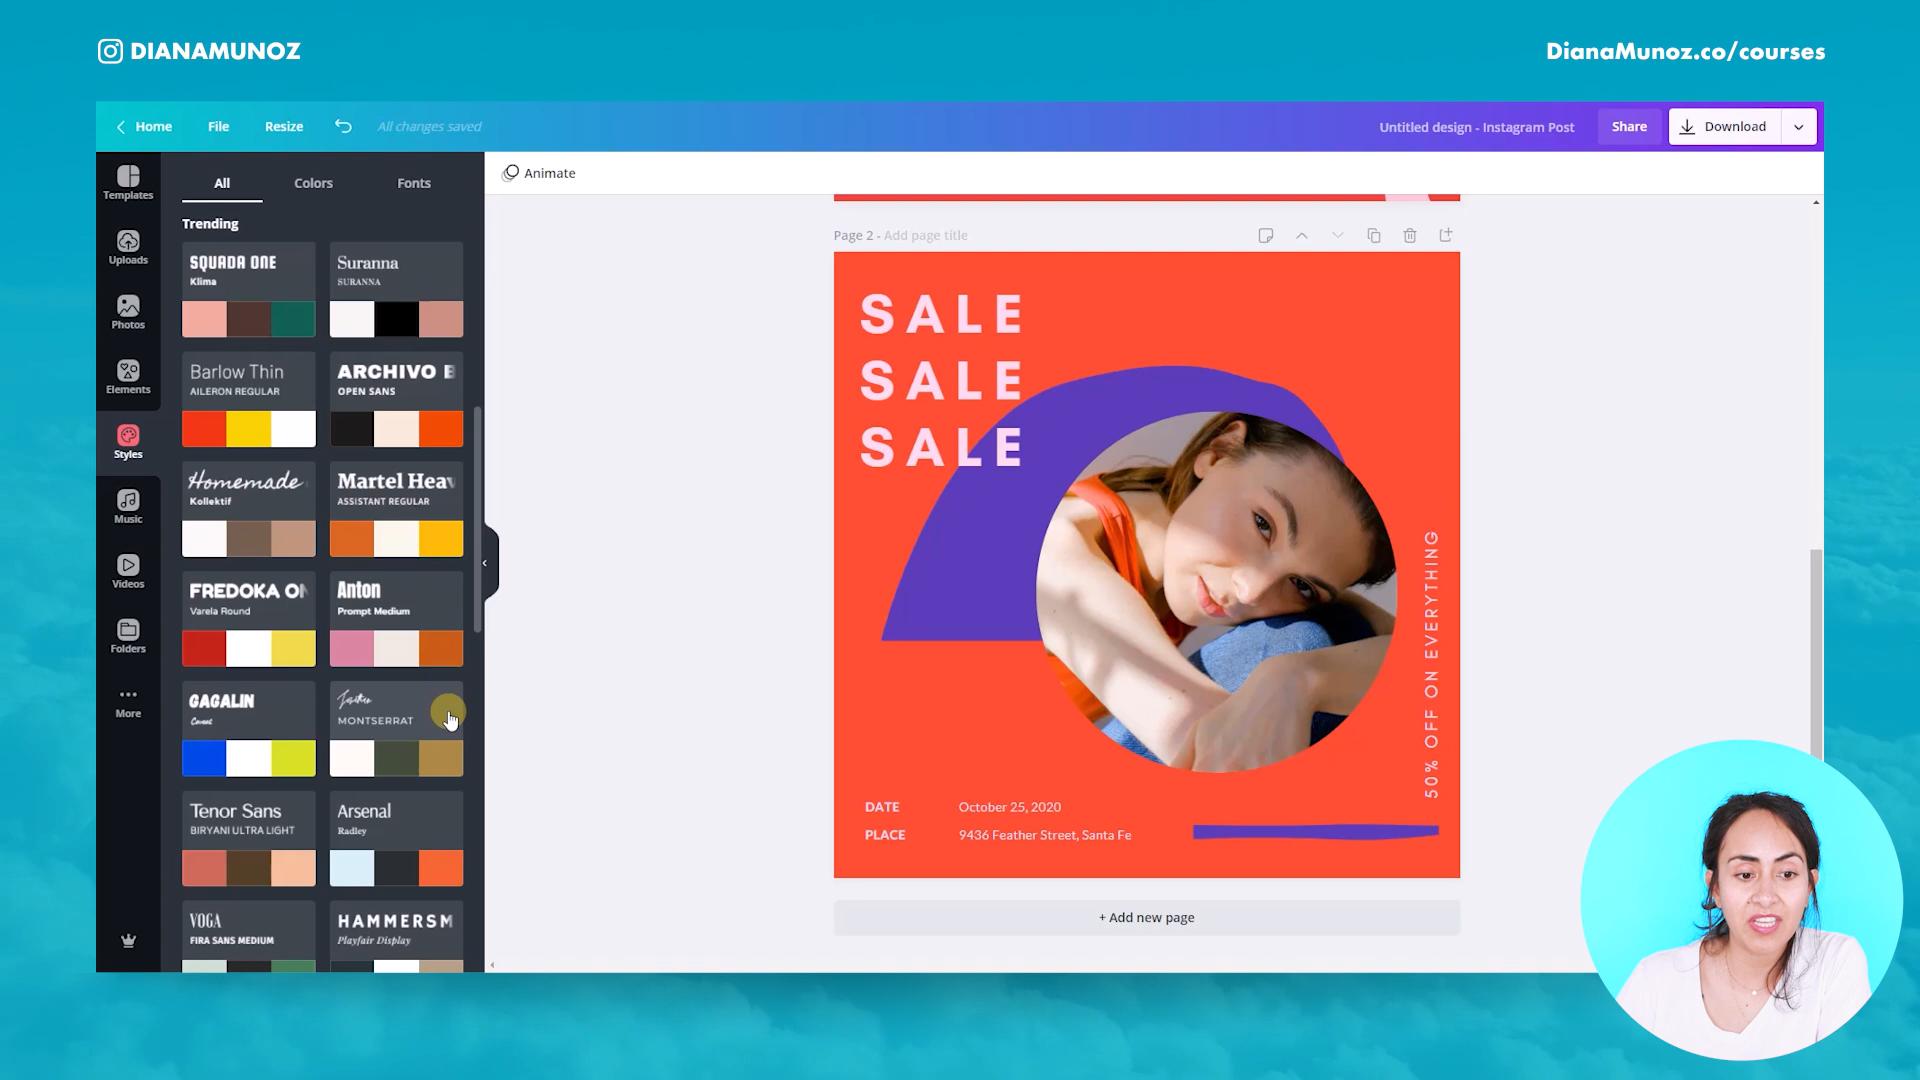 DIANAMUNOZ
DianaMunoz.co/courses
Home
File
Resize
All changes saved
Untitled design - Instagram Post
Share
Download
Templates
Uploads
Photos
Elements
Styles
Music
Videos
Folders
More
All
Colors
Fonts
Trending
SQUADA ONE
Klima
Suranna
SURANNA
Barlow Thin
AILERON REGULAR
ARCHIVO B
OPEN SANS
Homemade
Kollektif
Martel Heav
ASSISTANT REGULAR
FREDOKA ON
Varela Round
Anton
Prompt Medium
GAGALIN
MONTSERRAT
Tenor Sans
BIRYANI ULTRA LIGHT
Arsenal
Radley
VOGA
FIRA SANS MEDIUM
HAMMERSM
Playfair Display
Animate
Page 2 - Add page title
SALE
SALE
SALE
50% OFF ON EVERYTHING
DATE October 25, 2020
PLACE 9436 Feather Street, Santa Fe
+ Add new page